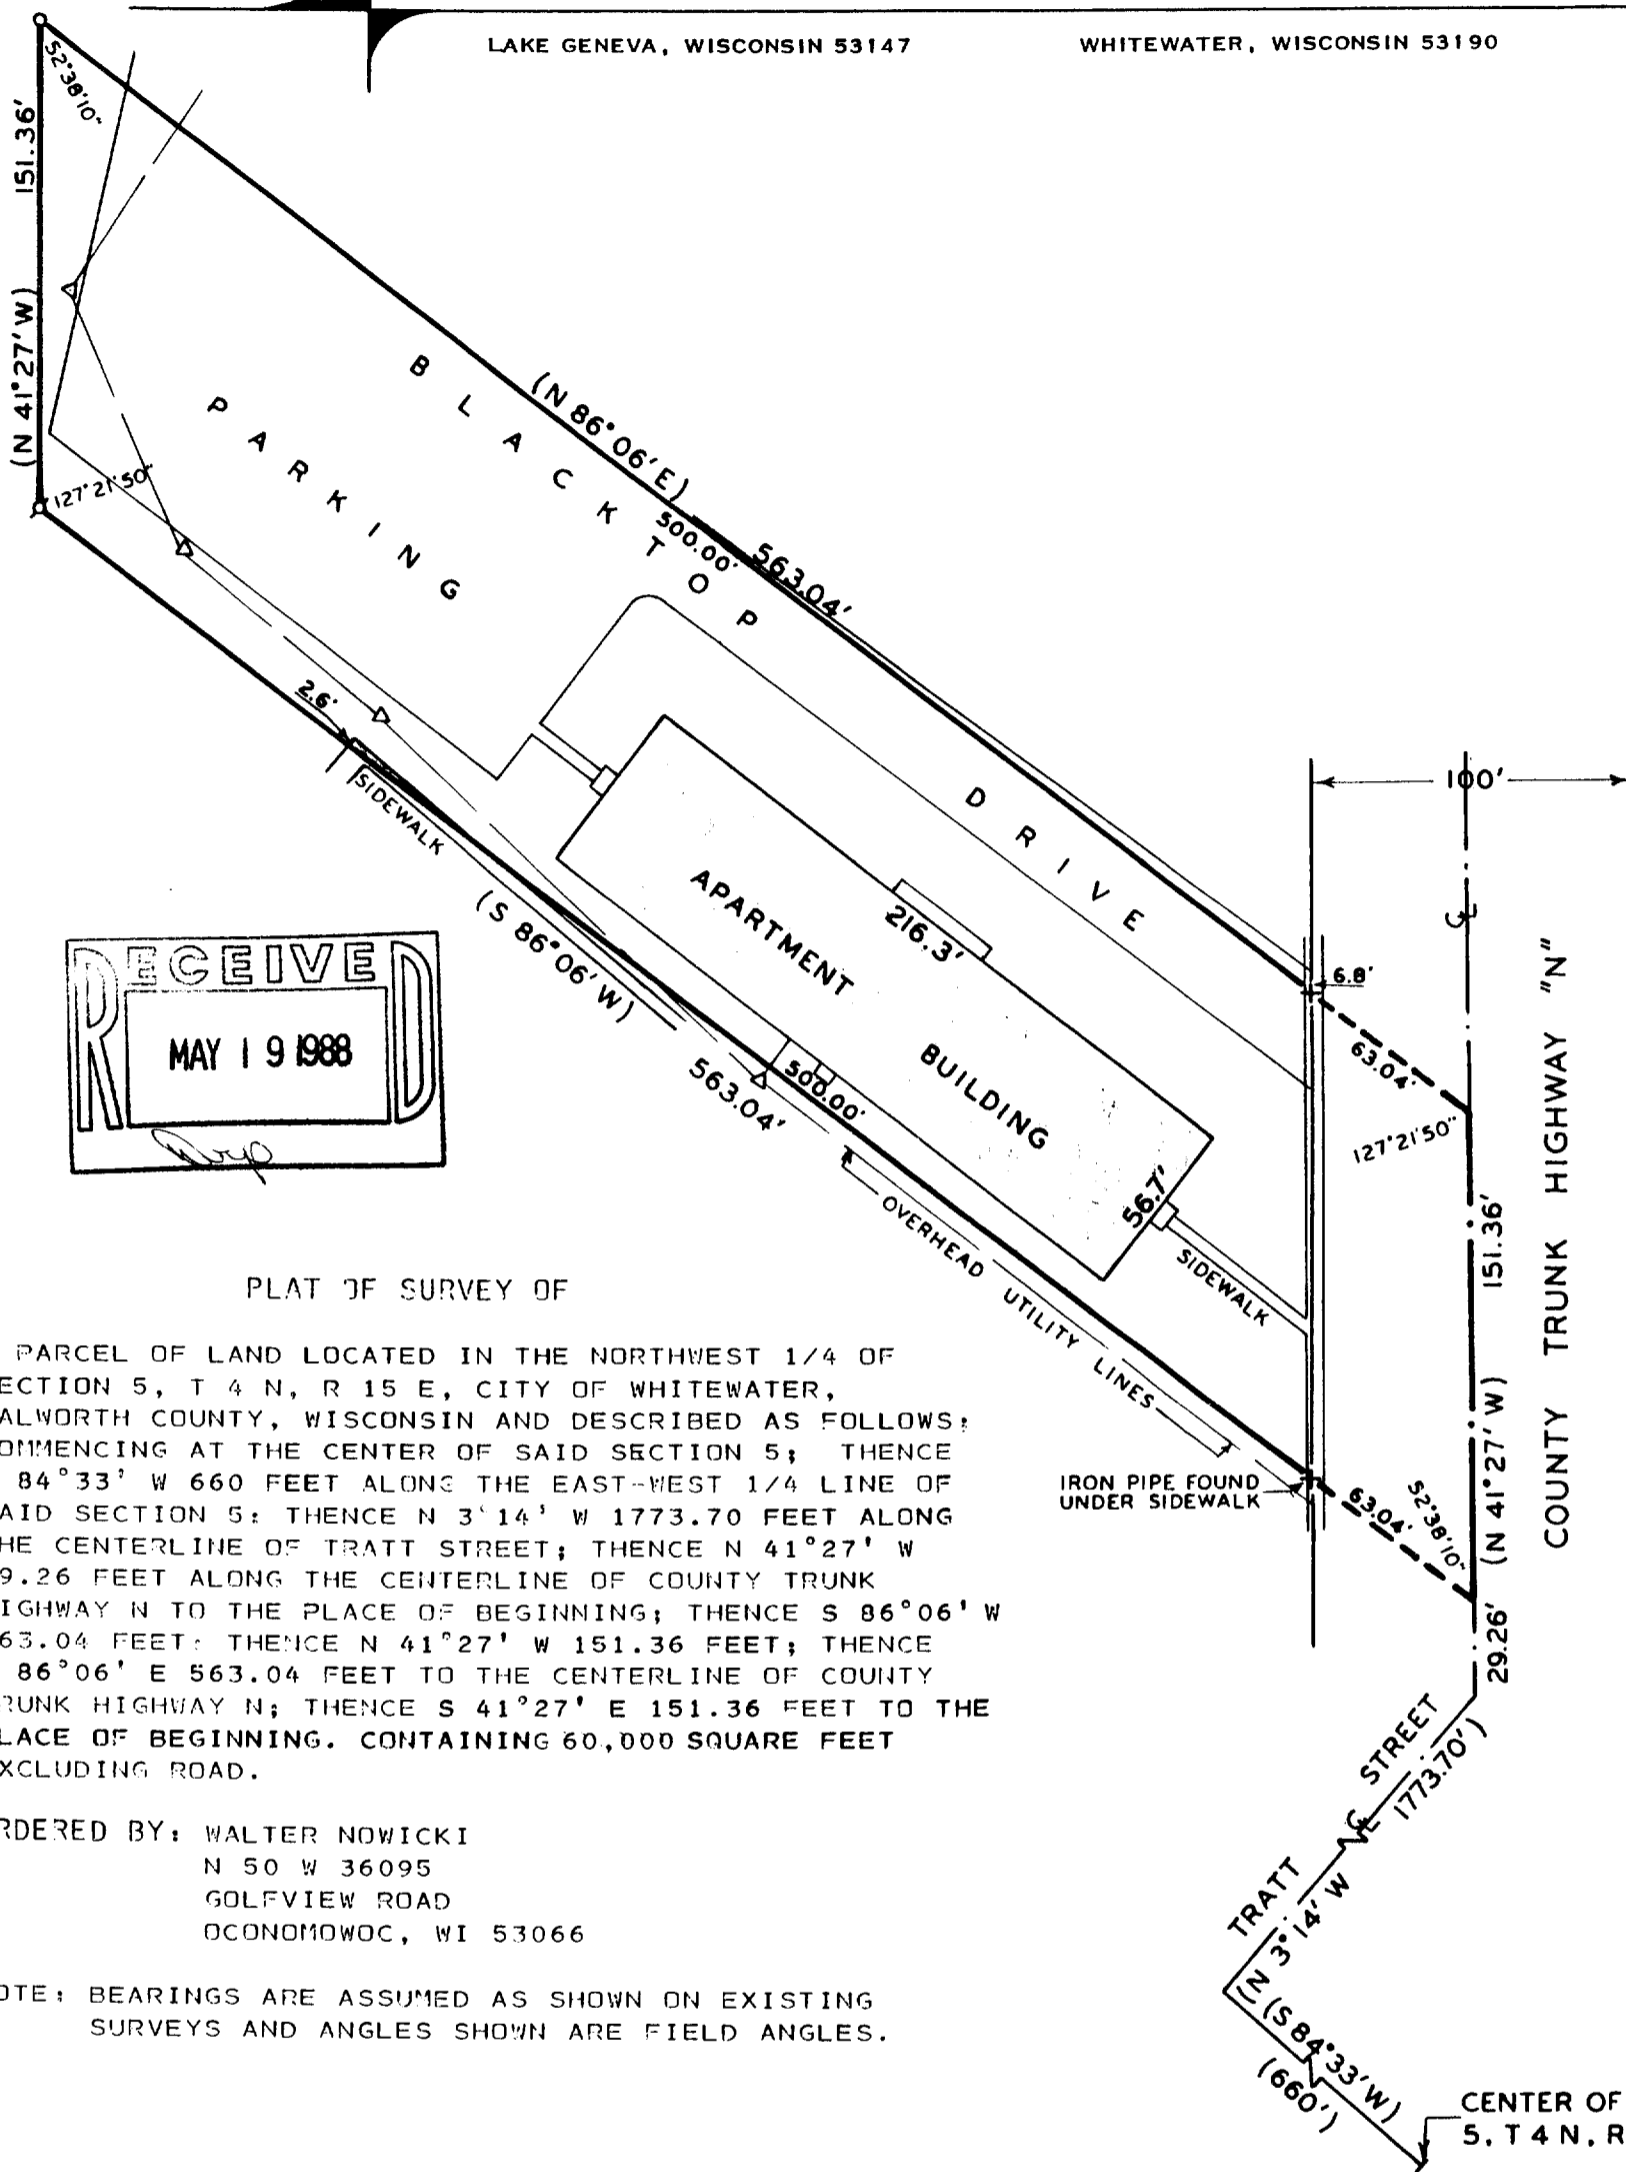 LAKE GENEVA, WISCONSIN 53147
WHITEWATER, WISCONSIN 53190
52°38'10"
151.36'
(N 41°27'W)
127°21'50"
BLACKTOP
PARKING
(N 86°06'E)
500.00'
563.04'
2.6'
SIDEWALK
(S 86°06'W)
563.04'
500.00'
DRIVE
APARTMENT
BUILDING
216.3'
56.7'
SIDEWALK
OVERHEAD UTILITY LINES
IRON PIPE FOUND
UNDER SIDEWALK
100'
6.8'
63.04'
127°21'50"
151.36'
(N 41°27'W)
COUNTY TRUNK HIGHWAY "N"
63.04'
52°38'10"
29.26'
TRATT STREET
(N 3°14'W
1773.70')
(S 84°33'W)
(660')
CENTER OF
5, T 4 N, R
RECEIVED
MAY 19 1988
PLAT OF SURVEY OF
PARCEL OF LAND LOCATED IN THE NORTHWEST 1/4 OF
ECTION 5, T 4 N, R 15 E, CITY OF WHITEWATER,
ALWORTH COUNTY, WISCONSIN AND DESCRIBED AS FOLLOWS:
OMMENCING AT THE CENTER OF SAID SECTION 5; THENCE
84°33' W 660 FEET ALONG THE EAST-WEST 1/4 LINE OF
AID SECTION 5: THENCE N 3°14' W 1773.70 FEET ALONG
HE CENTERLINE OF TRATT STREET; THENCE N 41°27' W
9.26 FEET ALONG THE CENTERLINE OF COUNTY TRUNK
IGHWAY N TO THE PLACE OF BEGINNING; THENCE S 86°06' W
63.04 FEET: THENCE N 41°27' W 151.36 FEET; THENCE
86°06' E 563.04 FEET TO THE CENTERLINE OF COUNTY
RUNK HIGHWAY N; THENCE S 41°27' E 151.36 FEET TO THE
LACE OF BEGINNING. CONTAINING 60,000 SQUARE FEET
XCLUDING ROAD.
RDERED BY: WALTER NOWICKI
N 50 W 36095
GOLFVIEW ROAD
OCONOMOWOC, WI 53066
OTE: BEARINGS ARE ASSUMED AS SHOWN ON EXISTING
SURVEYS AND ANGLES SHOWN ARE FIELD ANGLES.